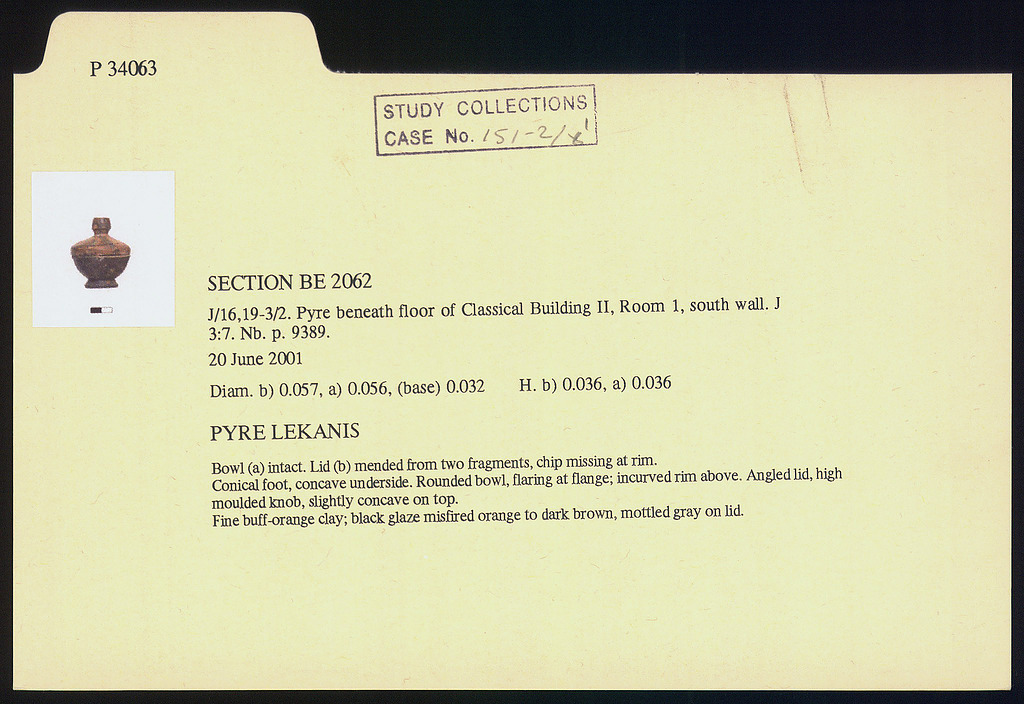 P 34063
STUDY COLLECTIONS
CASE No. 151-2/
SECTION BE 2062
J/16,19-3/2. Pyre beneath floor of Classical Building II, Room 1, south wall. J
3:7. Nb. p. 9389.
20 June 2001
Diam. b) 0.057, a) 0.056, (base) 0.032 H. b) 0.036, a) 0.036
PYRE LEKANIS
Bowl (a) intact. Lid (b) mended from two fragments, chip missing at rim.
Conical foot, concave underside. Rounded bowl, flaring at flange; incurved rim above. Angled lid, high
moulded knob, slightly concave on top.
Fine buff-orange clay; black glaze misfired orange to dark brown, mottled gray on lid.